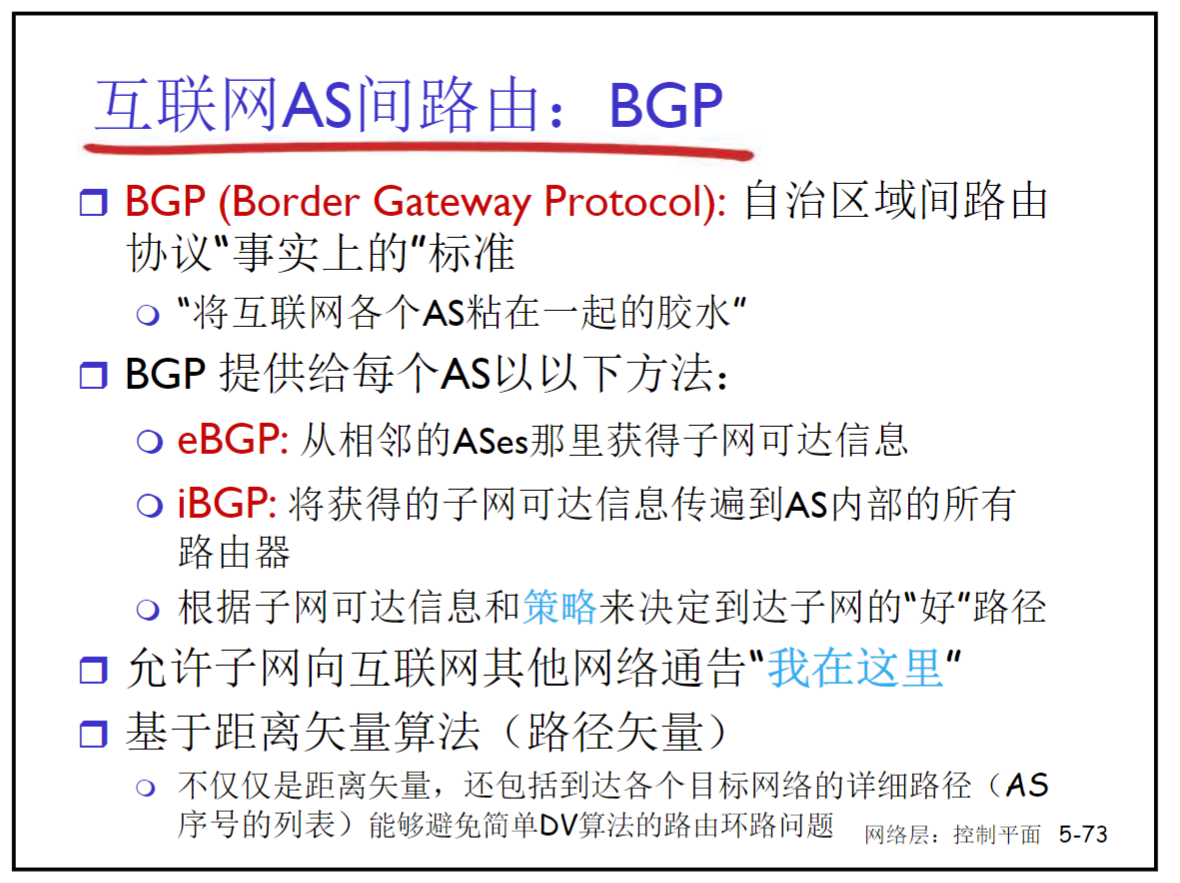 互联网AS间路由：BGP
BGP (Border Gateway Protocol): 自治区域间路由
协议“事实上的”标准
“将互联网各个AS粘在一起的胶水”
BGP 提供给每个AS以以下方法：
eBGP: 从相邻的ASes那里获得子网可达信息
iBGP: 将获得的子网可达信息传遍到AS内部的所有
路由器
根据子网可达信息和策略来决定到达子网的“好”路径
允许子网向互联网其他网络通告“我在这里”
基于距离矢量算法（路径矢量）
不仅仅是距离矢量，还包括到达各个目标网络的详细路径（AS
序号的列表）能够避免简单DV算法的路由环路问题
网络层：控制平面 5-73